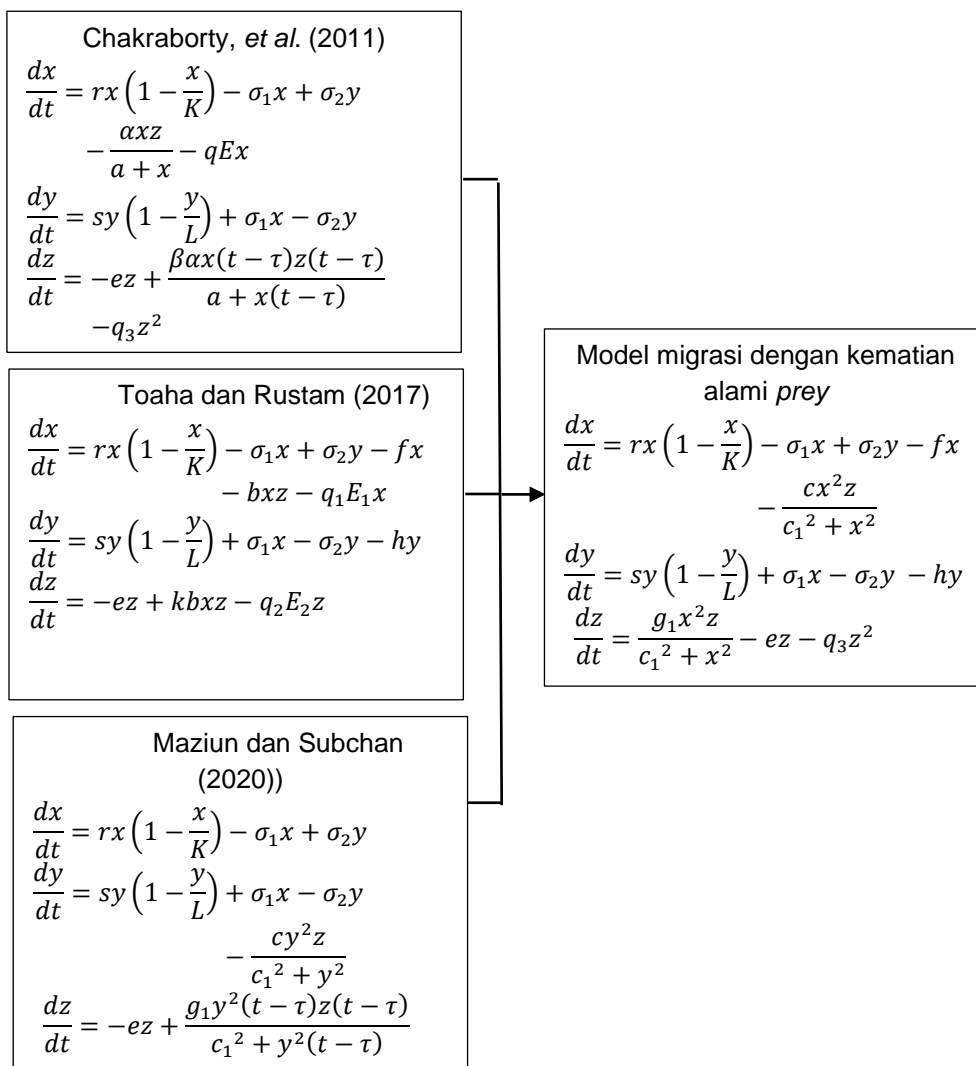 Chakraborty, et al. (2011)
dx/dt = rx(1 − x/K) − σ₁x + σ₂y
− αxz/(a + x) − qEx
dy/dt = sy(1 − y/L) + σ₁x − σ₂y
dz/dt = −ez + βαx(t − τ)z(t − τ)/(a + x(t − τ))
−q₃z²
Toaha dan Rustam (2017)
dx/dt = rx(1 − x/K) − σ₁x + σ₂y − fx
− bxz − q₁E₁x
dy/dt = sy(1 − y/L) + σ₁x − σ₂y − hy
dz/dt = −ez + kbxz − q₂E₂z
Maziun dan Subchan
(2020))
dx/dt = rx(1 − x/K) − σ₁x + σ₂y
dy/dt = sy(1 − y/L) + σ₁x − σ₂y
− cy²z/(c₁² + y²)
dz/dt = −ez + g₁y²(t − τ)z(t − τ)/(c₁² + y²(t − τ))
Model migrasi dengan kematian
alami prey
dx/dt = rx(1 − x/K) − σ₁x + σ₂y − fx
− cx²z/(c₁² + x²)
dy/dt = sy(1 − y/L) + σ₁x − σ₂y − hy
dz/dt = g₁x²z/(c₁² + x²) − ez − q₃z²